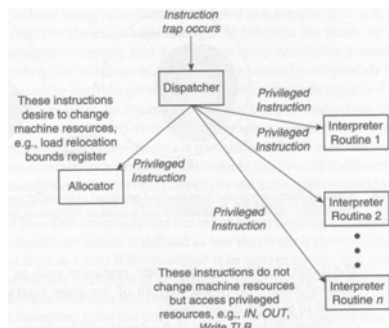 Instruction
trap occurs
Dispatcher
These instructions
desire to change
machine resources,
e.g., load relocation
bounds register
Privileged
Instruction
Privileged
Instruction
Privileged
Instruction
Privileged
Instruction
Allocator
Interpreter
Routine 1
Interpreter
Routine 2
Interpreter
Routine n
These instructions do not
change machine resources
but access privileged
resources, e.g., IN, OUT,
Write TLB